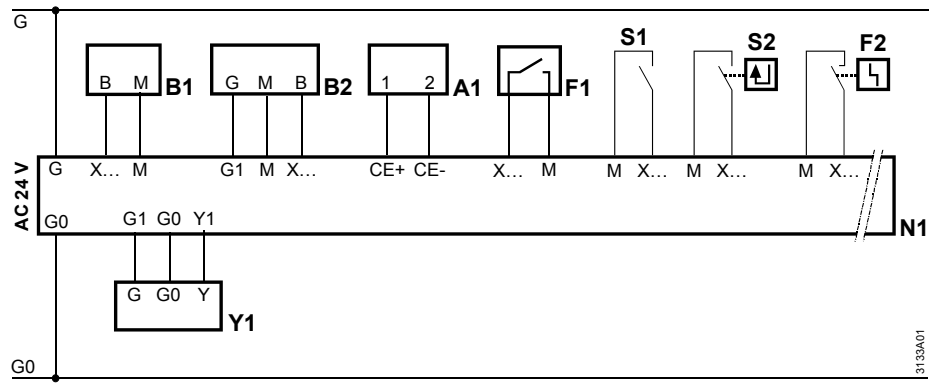 G
S1
S2
F2
B M
B1
G M B
B2
1 2
A1
F1
AC 24 V
G X... M G1 M X... CE+ CE- X... M M X... M X... M X...
G0 G1 G0 Y1
N1
G G0 Y
Y1
G0
3133A01